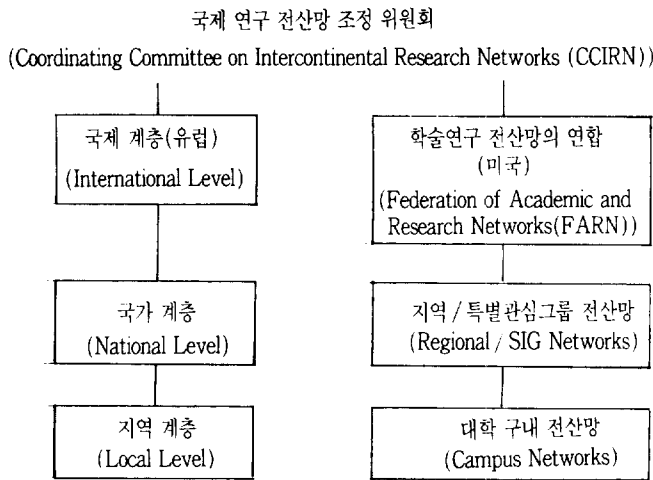 국제 연구 전산망 조정 위원회
(Coordinating Committee on Intercontinental Research Networks (CCIRN))
국제 계층(유럽)
(International Level)
학술연구 전산망의 연합
(미국)
(Federation of Academic and
Research Networks(FARN))
국가 계층
(National Level)
지역/특별관심그룹 전산망
(Regional/SIG Networks)
지역 계층
(Local Level)
대학 구내 전산망
(Campus Networks)